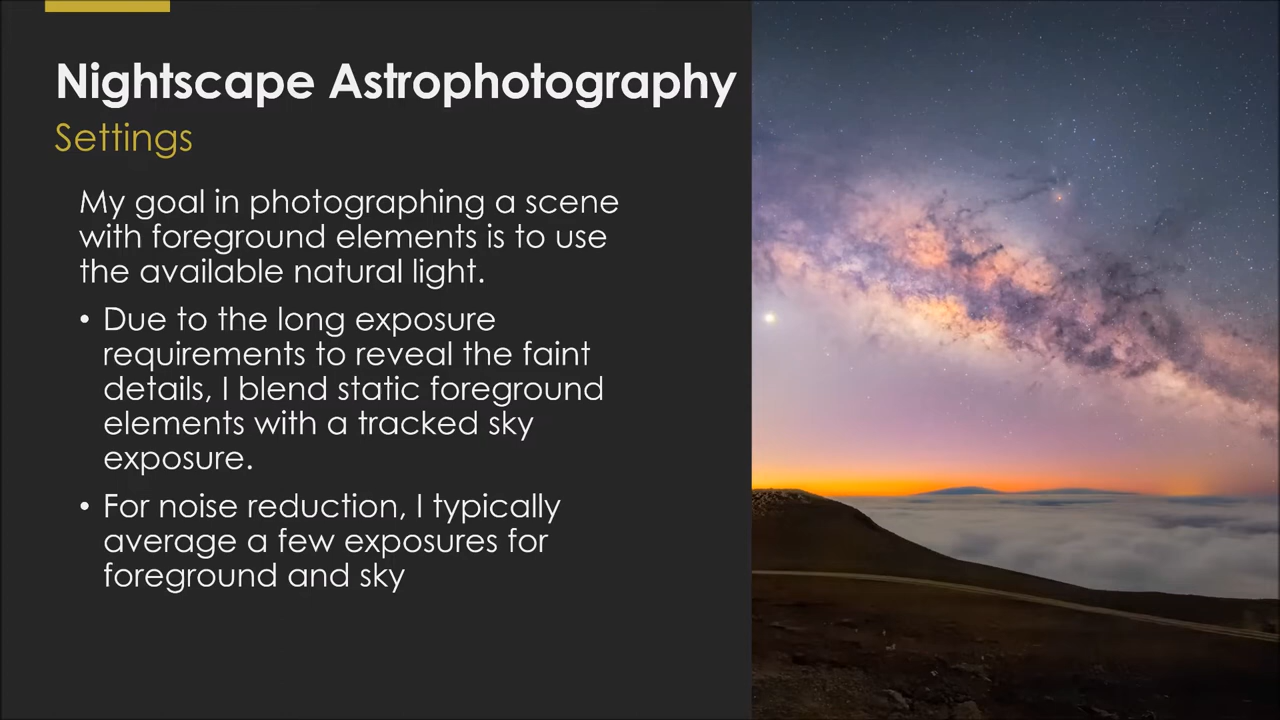 Nightscape Astrophotography
Settings
My goal in photographing a scene
with foreground elements is to use
the available natural light.
• Due to the long exposure
requirements to reveal the faint
details, I blend static foreground
elements with a tracked sky
exposure.
• For noise reduction, I typically
average a few exposures for
foreground and sky